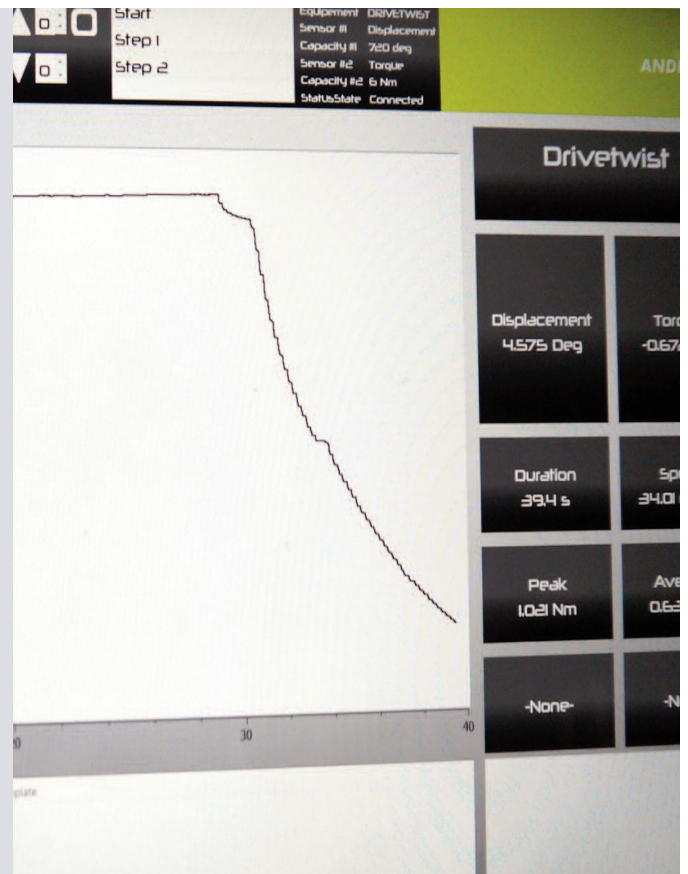 Start
Step 1
Step 2
Equipement DRIVETWIST
Sensor #1 Displacement
Capacity #1 720 deg
Sensor #2 Torque
Capacity #2 6 Nm
StatusState Connected
Drivetwist
Displacement
4.575 Deg
Duration
39.4 s
34.01
Peak
1.021 Nm
-None-
30
40